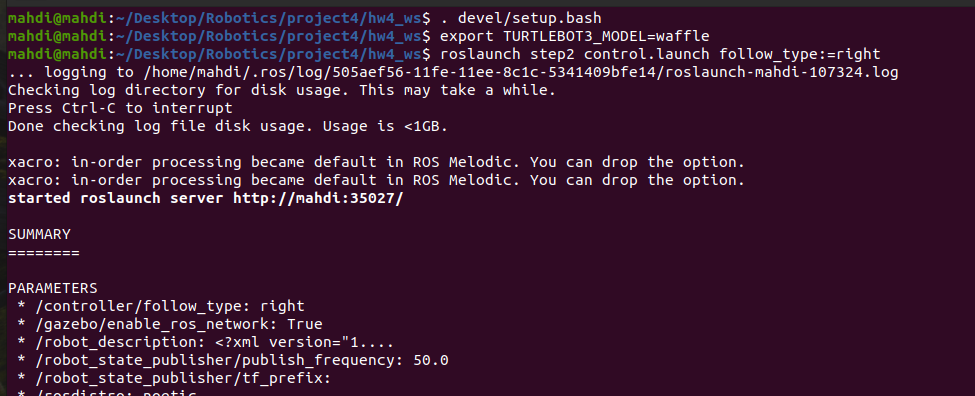 mahdi@mahdi:~/Desktop/Robotics/project4/hw4_ws$ . devel/setup.bash
mahdi@mahdi:~/Desktop/Robotics/project4/hw4_ws$ export TURTLEBOT3_MODEL=waffle
mahdi@mahdi:~/Desktop/Robotics/project4/hw4_ws$ roslaunch step2 control.launch follow_type:=right
... logging to /home/mahdi/.ros/log/505aef56-11fe-11ee-8c1c-5341409bfe14/roslaunch-mahdi-107324.log
Checking log directory for disk usage. This may take a while.
Press Ctrl-C to interrupt
Done checking log file disk usage. Usage is <1GB.

xacro: in-order processing became default in ROS Melodic. You can drop the option.
xacro: in-order processing became default in ROS Melodic. You can drop the option.
started roslaunch server http://mahdi:35027/

SUMMARY
========

PARAMETERS
 * /controller/follow_type: right
 * /gazebo/enable_ros_network: True
 * /robot_description: <?xml version="1....
 * /robot_state_publisher/publish_frequency: 50.0
 * /robot_state_publisher/tf_prefix:
 * /rosdistro: noetic